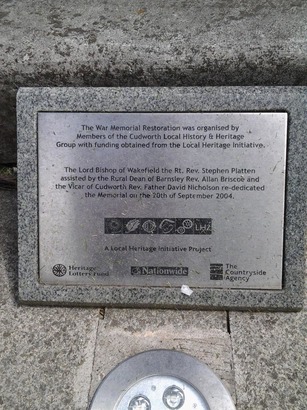 The War Memorial Restoration was organised by
Members of the Cudworth Local History & Heritage
Group with funding obtained from the Local Heritage Initiative.
The Lord Bishop of Wakefield the Rt. Rev. Stephen Platten
assisted by the Rural Dean of Barnsley Rev. Allan Briscoe and
the Vicar of Cudworth Rev. Father David Nicholson re-dedicated
the Memorial on the 20th of September 2004.
LHI
A Local Heritage Initiative Project
Heritage
Lottery Fund
Nationwide
The
Countryside
Agency